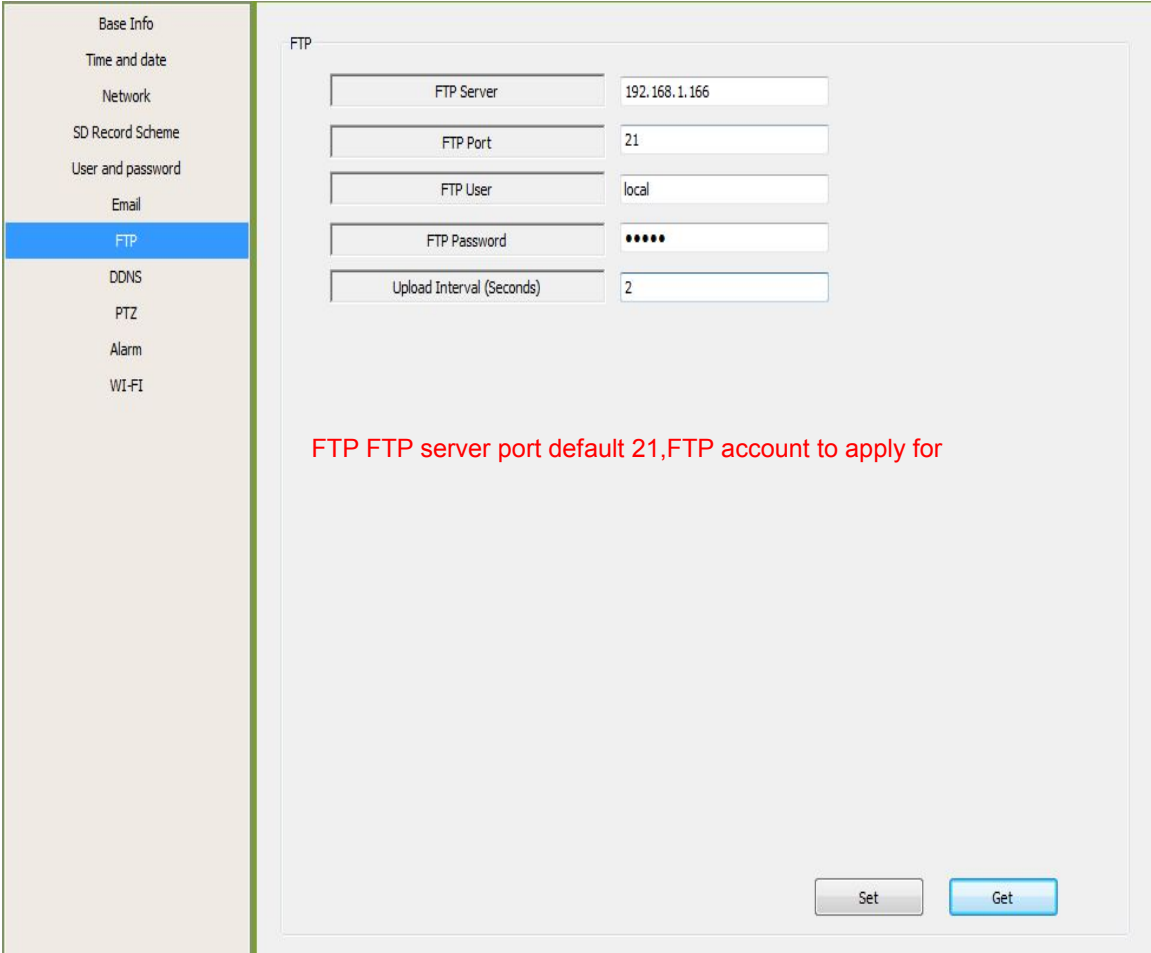 Base Info
Time and date
Network
SD Record Scheme
User and password
Email
FTP
DDNS
PTZ
Alarm
WI-FI
FTP
FTP Server 192.168.1.166
FTP Port 21
FTP User local
FTP Password •••••
Upload Interval (Seconds) 2
FTP FTP server port default 21,FTP account to apply for
Set Get